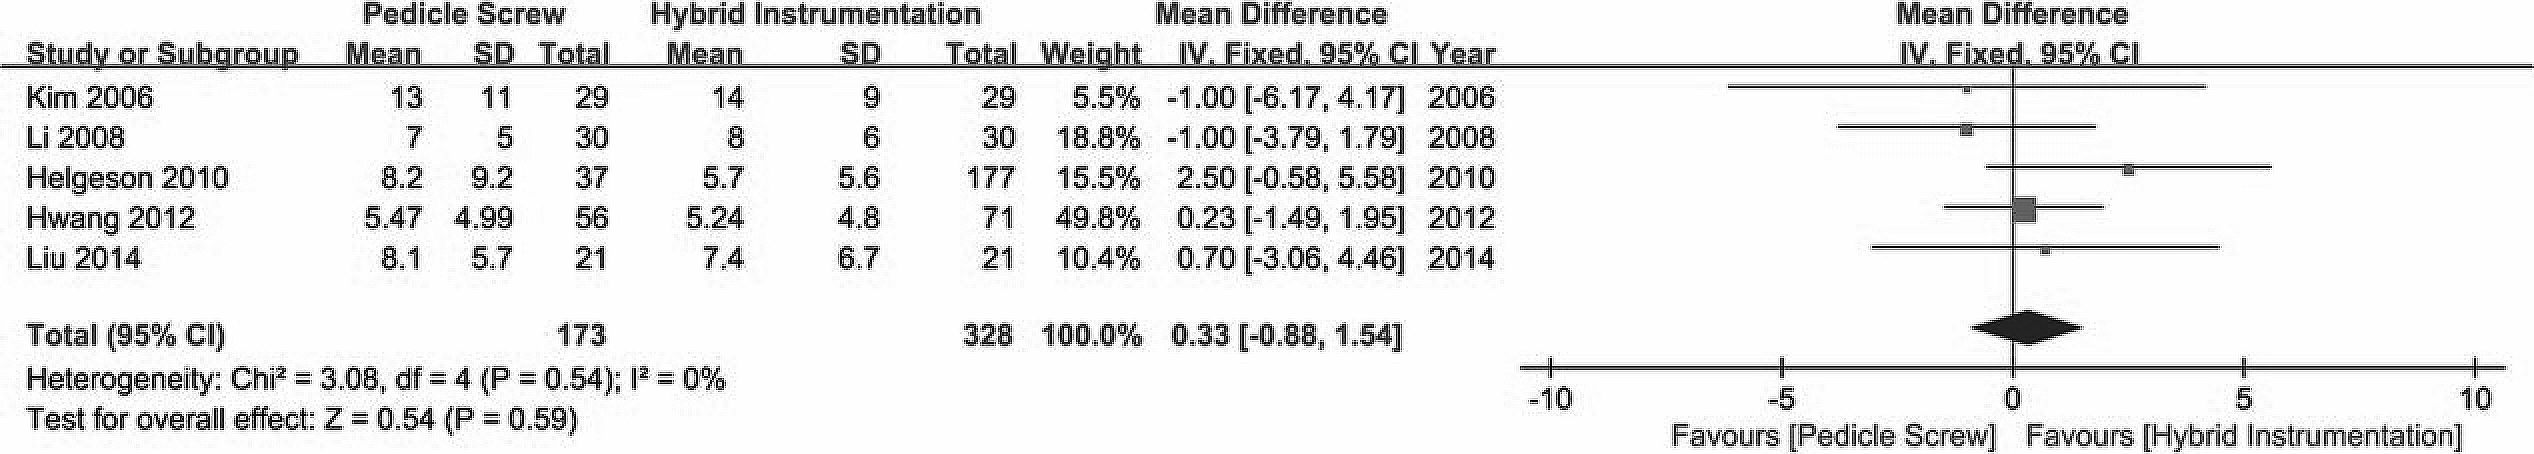 Pedicle Screw Hybrid Instrumentation Mean Difference Mean Difference
Study or Subgroup Mean SD Total Mean SD Total Weight IV, Fixed, 95% CI Year IV, Fixed, 95% CI
Kim 2006 13 11 29 14 9 29 5.5% -1.00 [-6.17, 4.17] 2006
Li 2008 7 5 30 8 6 30 18.8% -1.00 [-3.79, 1.79] 2008
Helgeson 2010 8.2 9.2 37 5.7 5.6 177 15.5% 2.50 [-0.58, 5.58] 2010
Hwang 2012 5.47 4.99 56 5.24 4.8 71 49.8% 0.23 [-1.49, 1.95] 2012
Liu 2014 8.1 5.7 21 7.4 6.7 21 10.4% 0.70 [-3.06, 4.46] 2014
Total (95% CI) 173 328 100.0% 0.33 [-0.88, 1.54]
Heterogeneity: Chi² = 3.08, df = 4 (P = 0.54); I² = 0%
Test for overall effect: Z = 0.54 (P = 0.59)
-10 -5 0 5 10
Favours [Pedicle Screw] Favours [Hybrid Instrumentation]